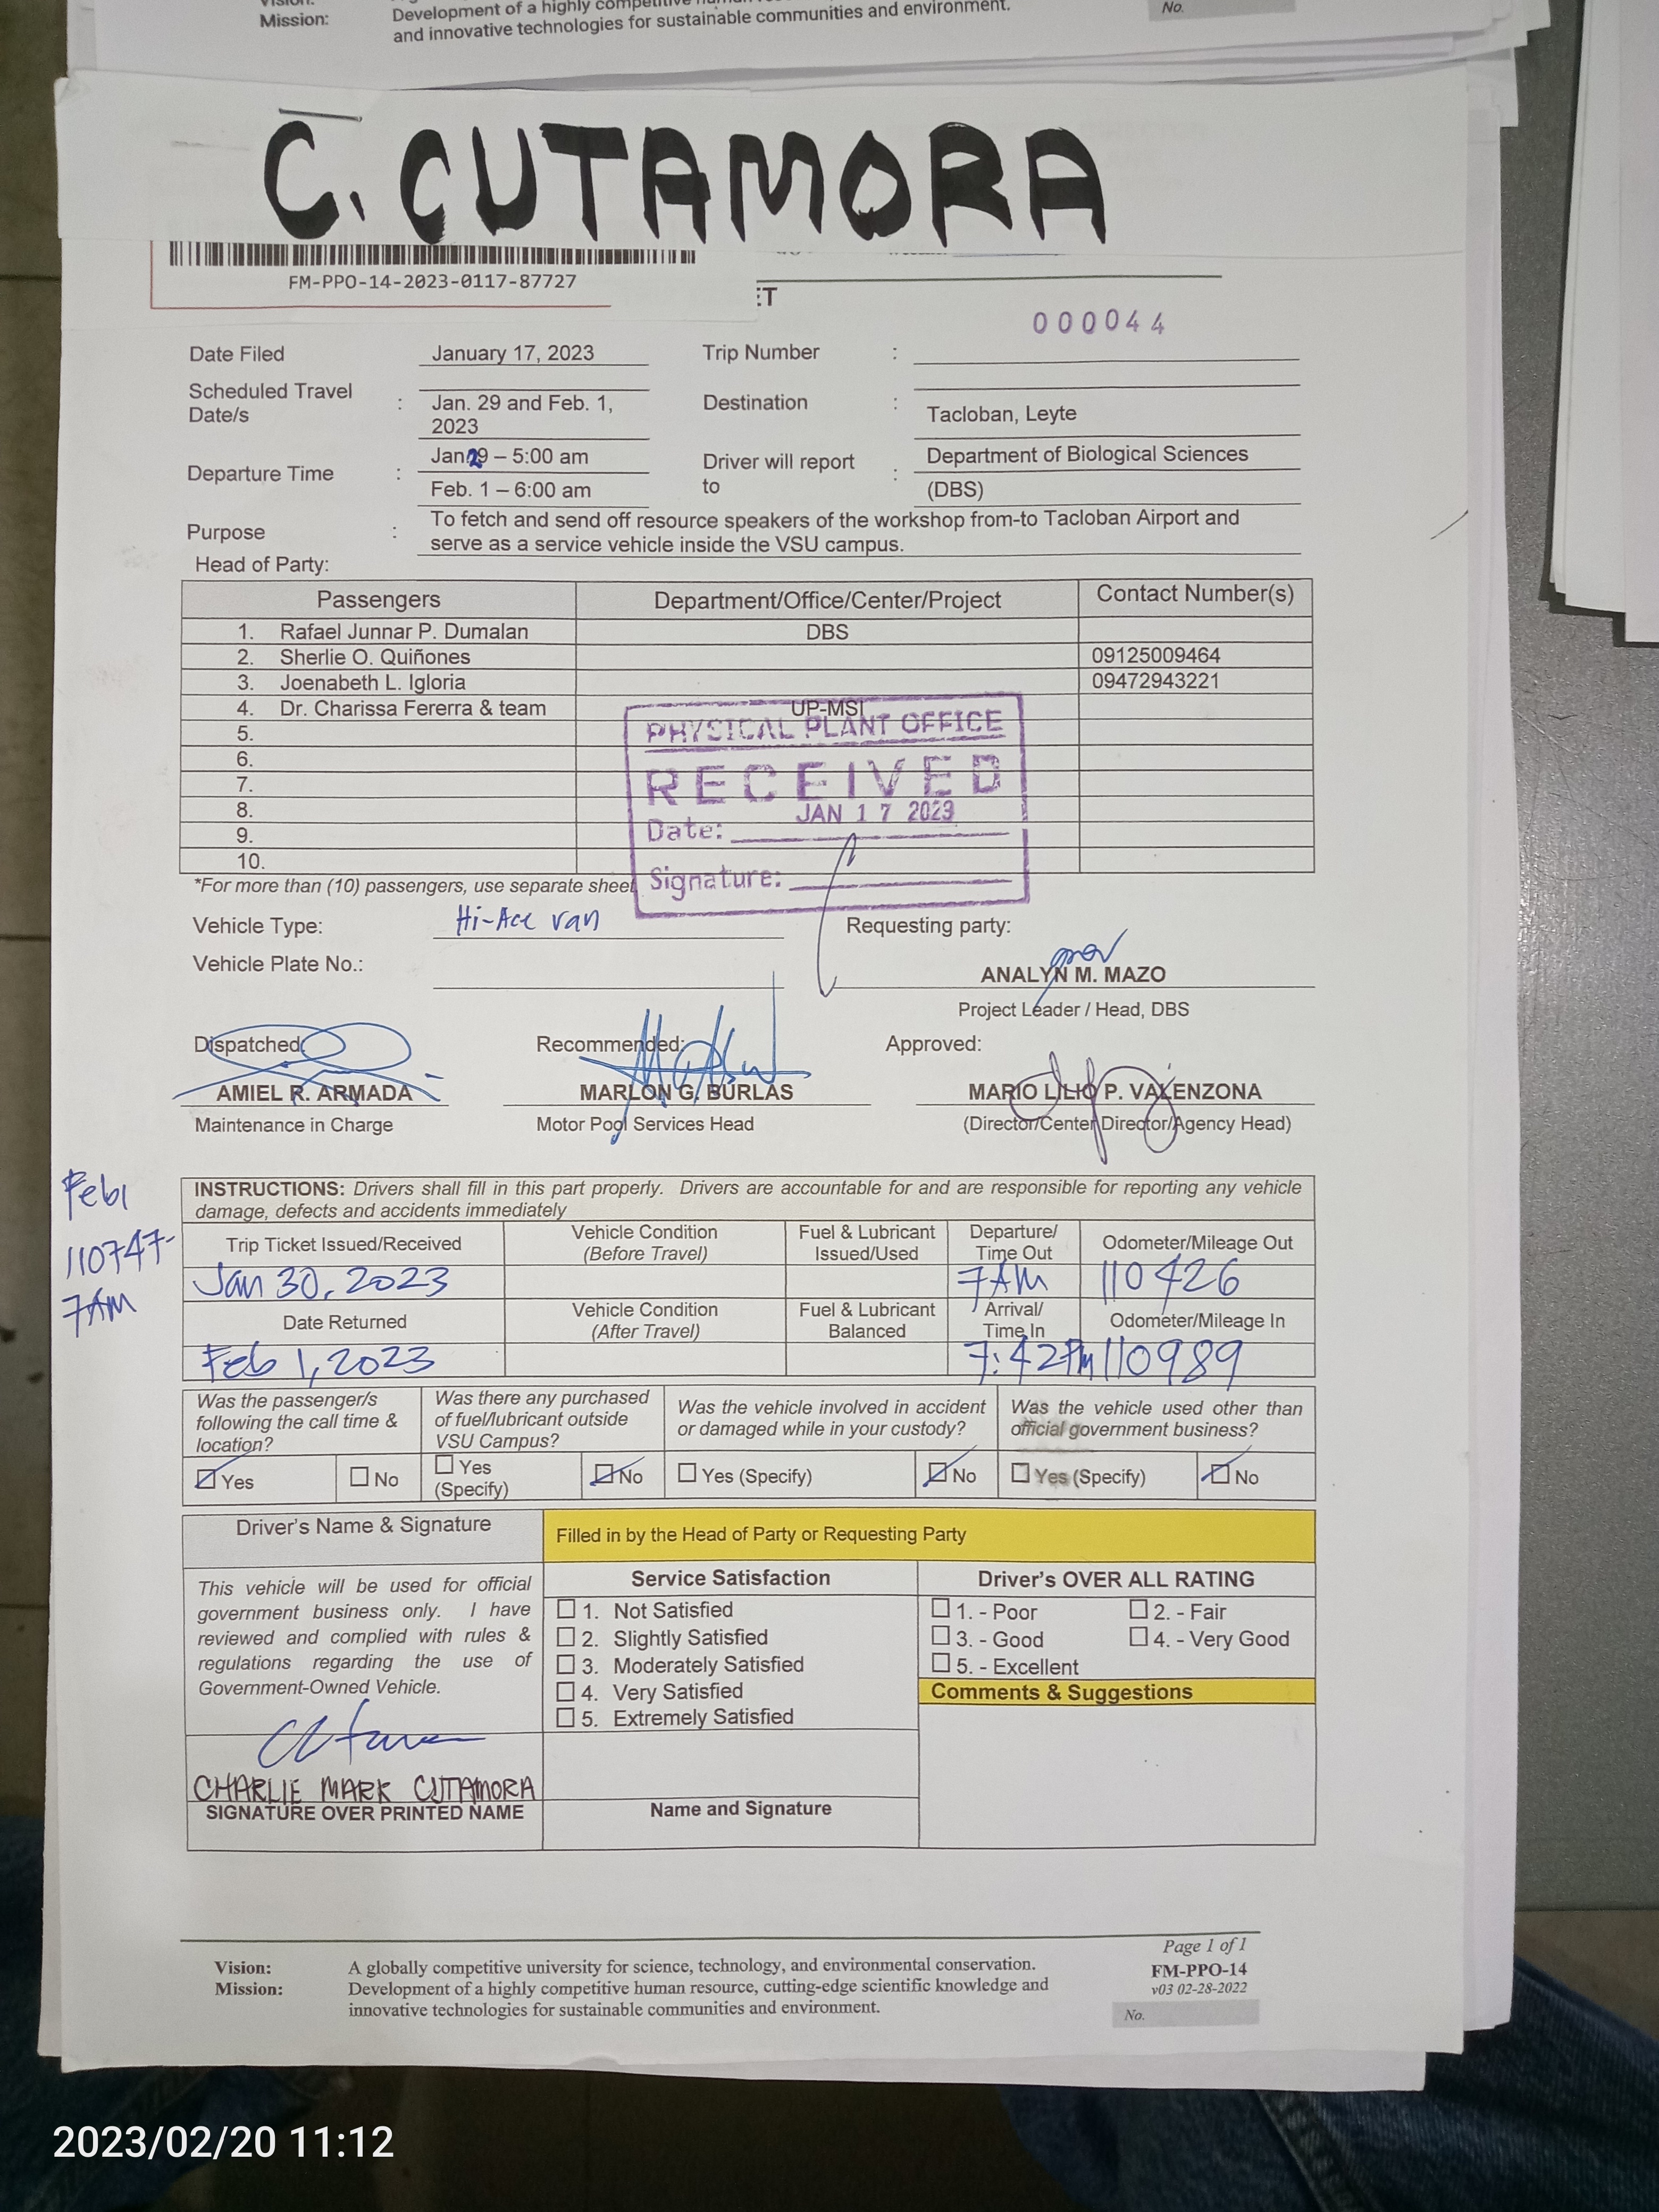 Mission:
Development of a highly
and innovative technologies for sustainable communities and environment.
No.
C. CUTAMORA
FM-PPO-14-2023-0117-87727
ET
000044
Date Filed January 17, 2023 Trip Number :
Scheduled Travel Date/s : Jan. 29 and Feb. 1, 2023 Destination : Tacloban, Leyte
Departure Time : Jan 29 – 5:00 am
Feb. 1 – 6:00 am
Driver will report to : Department of Biological Sciences (DBS)
Purpose : To fetch and send off resource speakers of the workshop from-to Tacloban Airport and
serve as a service vehicle inside the VSU campus.
Head of Party:
Passengers Department/Office/Center/Project Contact Number(s)
1. Rafael Junnar P. Dumalan DBS
2. Sherlie O. Quiñones 09125009464
3. Joenabeth L. Igloria 09472943221
4. Dr. Charissa Fererra & team UP-MSI
5.
6.
7.
8.
9.
10.
PHYSICAL PLANT OFFICE
RECEIVED
JAN 17 2023
Date:
Signature:
*For more than (10) passengers, use separate sheet
Vehicle Type: Hi-Ace van Requesting party:
Vehicle Plate No.:
ANALYN M. MAZO
Project Leader / Head, DBS
Dispatched: Recommended: Approved:
AMIEL R. ARMADA MARLON G. BURLAS MARIO LILIO P. VALENZONA
Maintenance in Charge Motor Pool Services Head (Director/Center Director/Agency Head)
Feb 1
110747-
7AM
INSTRUCTIONS: Drivers shall fill in this part properly. Drivers are accountable for and are responsible for reporting any vehicle
damage, defects and accidents immediately
Trip Ticket Issued/Received Vehicle Condition (Before Travel) Fuel & Lubricant Issued/Used Departure/ Time Out Odometer/Mileage Out
Jan 30, 2023 7AM 110426
Date Returned Vehicle Condition (After Travel) Fuel & Lubricant Balanced Arrival/ Time In Odometer/Mileage In
Feb 1, 2023 7:42PM 110989
Was the passenger/s following the call time & location?
Was there any purchased of fuel/lubricant outside VSU Campus?
Was the vehicle involved in accident or damaged while in your custody?
Was the vehicle used other than official government business?
Yes No Yes (Specify) No Yes (Specify) No Yes (Specify) No
Driver's Name & Signature Filled in by the Head of Party or Requesting Party
This vehicle will be used for official
government business only. I have
reviewed and complied with rules &
regulations regarding the use of
Government-Owned Vehicle.
Service Satisfaction
1. Not Satisfied
2. Slightly Satisfied
3. Moderately Satisfied
4. Very Satisfied
5. Extremely Satisfied
Driver's OVER ALL RATING
1. - Poor 2. - Fair
3. - Good 4. - Very Good
5. - Excellent
Comments & Suggestions
CHARLIE MARK CUTAMORA
SIGNATURE OVER PRINTED NAME Name and Signature
Vision: A globally competitive university for science, technology, and environmental conservation.
Mission: Development of a highly competitive human resource, cutting-edge scientific knowledge and
innovative technologies for sustainable communities and environment.
Page 1 of 1
FM-PPO-14
v03 02-28-2022
No.
2023/02/20 11:12